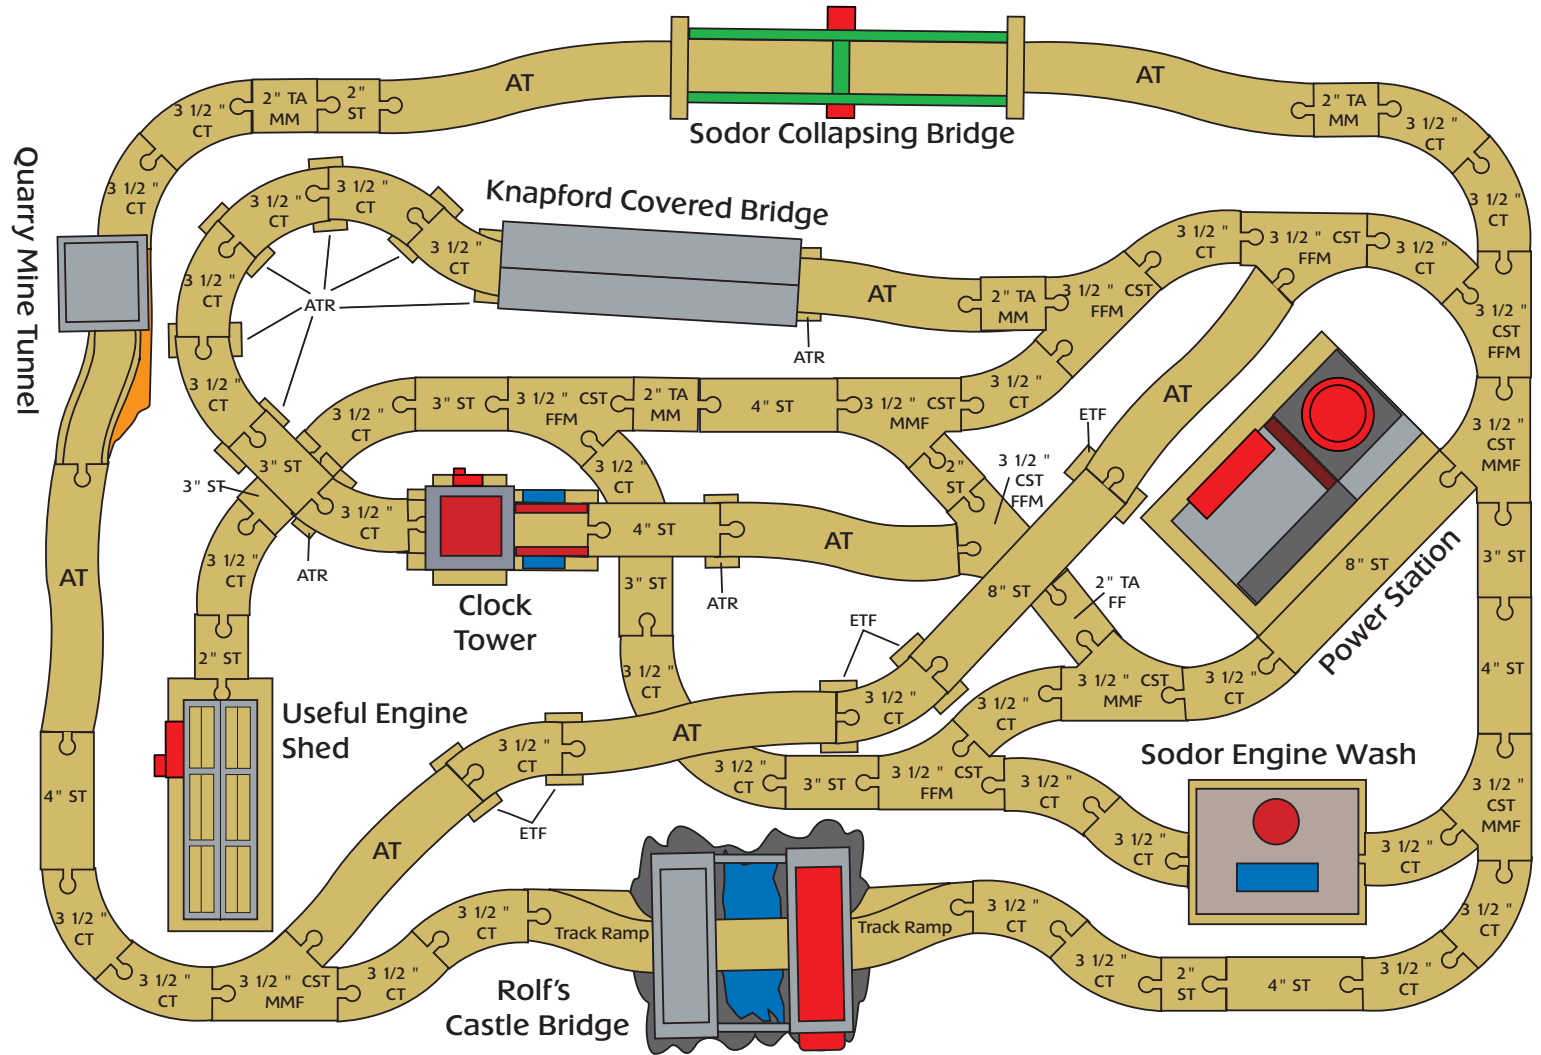 AT
AT
3 1/2 "
CT
2" TA
MM
2"
ST
2" TA
MM
3 1/2 "
CT
Sodor Collapsing Bridge
Quarry Mine Tunnel
3 1/2 "
CT
3 1/2 "
CT
3 1/2 "
CT
Knapford Covered Bridge
3 1/2 "
CT
3 1/2 "
CT
3 1/2 "
CT
3 1/2 " CST
FFM
3 1/2 "
CT
3 1/2 "
CT
ATR
AT
2" TA
MM
3 1/2 " CST
FFM
3 1/2 "
CST
FFM
ATR
3 1/2 "
CT
3 1/2 "
CT
3" ST
3 1/2 " CST
FFM
2" TA
MM
4" ST
3 1/2 " CST
MMF
3 1/2 "
CT
AT
ETF
3 1/2 "
CST
MMF
3" ST
3" ST
3 1/2 "
CT
3 1/2 "
CT
2"
ST
3 1/2 "
CST
FFM
4" ST
AT
3" ST
8" ST
Power Station
3 1/2 "
CT
ATR
3" ST
ATR
8" ST
2" TA
FF
Clock
Tower
ETF
2" ST
3 1/2 "
CT
4" ST
AT
3 1/2 "
CT
3 1/2 "
CT
3 1/2 " CST
MMF
3 1/2 "
CT
Useful Engine
Shed
3 1/2 "
CT
AT
Sodor Engine Wash
3 1/2 "
CT
3" ST
3 1/2 " CST
FFM
3 1/2 "
CT
3 1/2 "
CST
MMF
4" ST
ETF
AT
3 1/2 "
CT
3 1/2 "
CT
3 1/2 "
CT
3 1/2 "
CT
Track Ramp
Track Ramp
3 1/2 "
CT
3 1/2 "
CT
3 1/2 "
CT
3 1/2 " CST
MMF
3 1/2 "
CT
Rolf's
Castle Bridge
3 1/2 "
CT
2"
ST
4" ST
3 1/2 "
CT